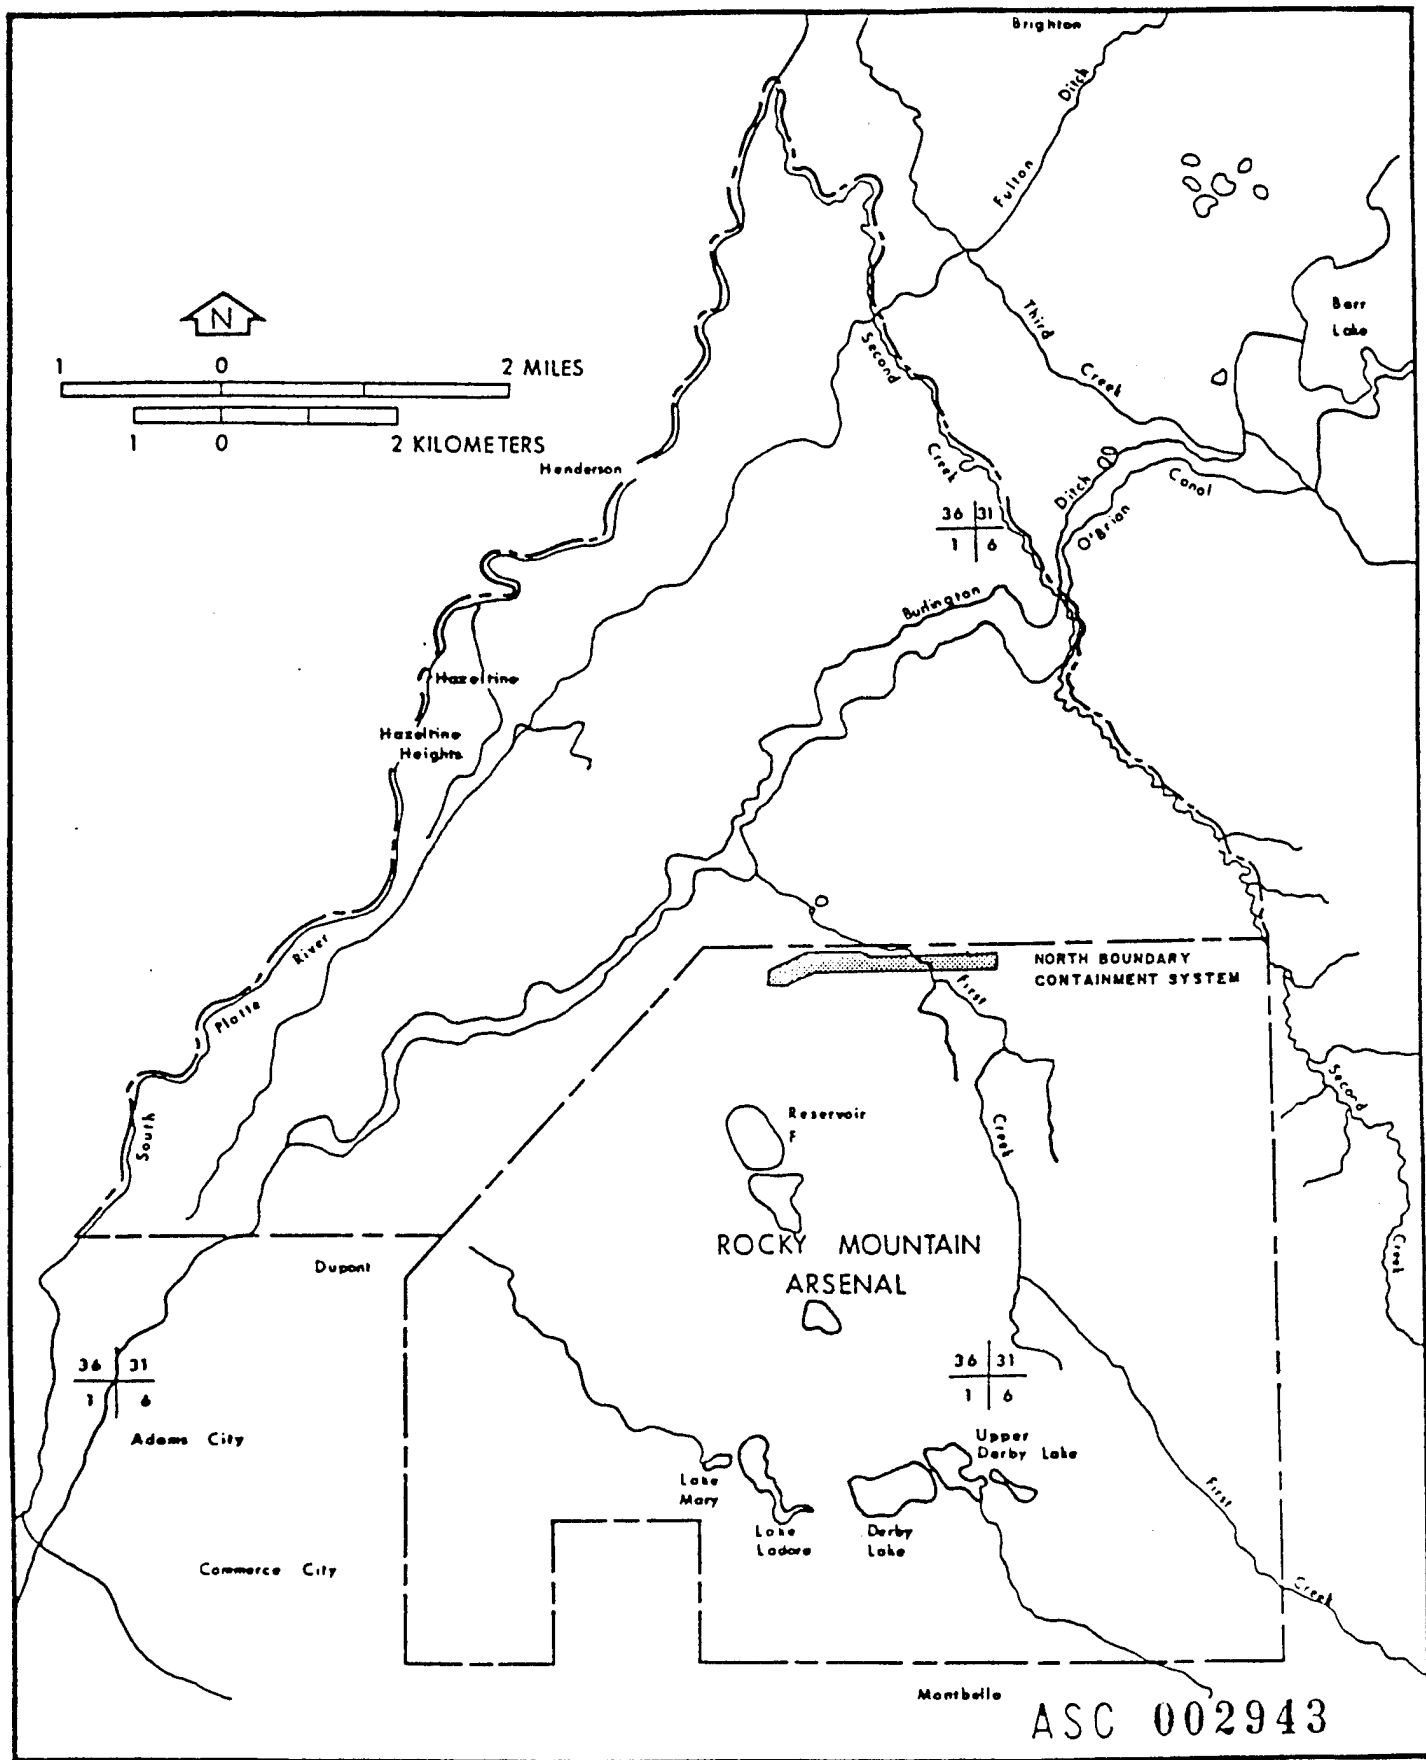 Brighton
Ditch
Fulton
Barr
Lake
Third
Creek
N
1 0 2 MILES
1 0 2 KILOMETERS
Second
Creek
Henderson
Ditch
Canal
O'Brian
36 31
1 6
Burlington
Hazeltine
Hazeltine
Heights
River
Platte
South
NORTH BOUNDARY
CONTAINMENT SYSTEM
First
Creek
Second
Creek
Reservoir
F
ROCKY MOUNTAIN
ARSENAL
Dupont
36 31
1 6
36 31
1 6
Adams City
Upper
Derby Lake
Lake
Mary
Lake
Ladora
Derby
Lake
First
Creek
Commerce City
Montbello
ASC 002943